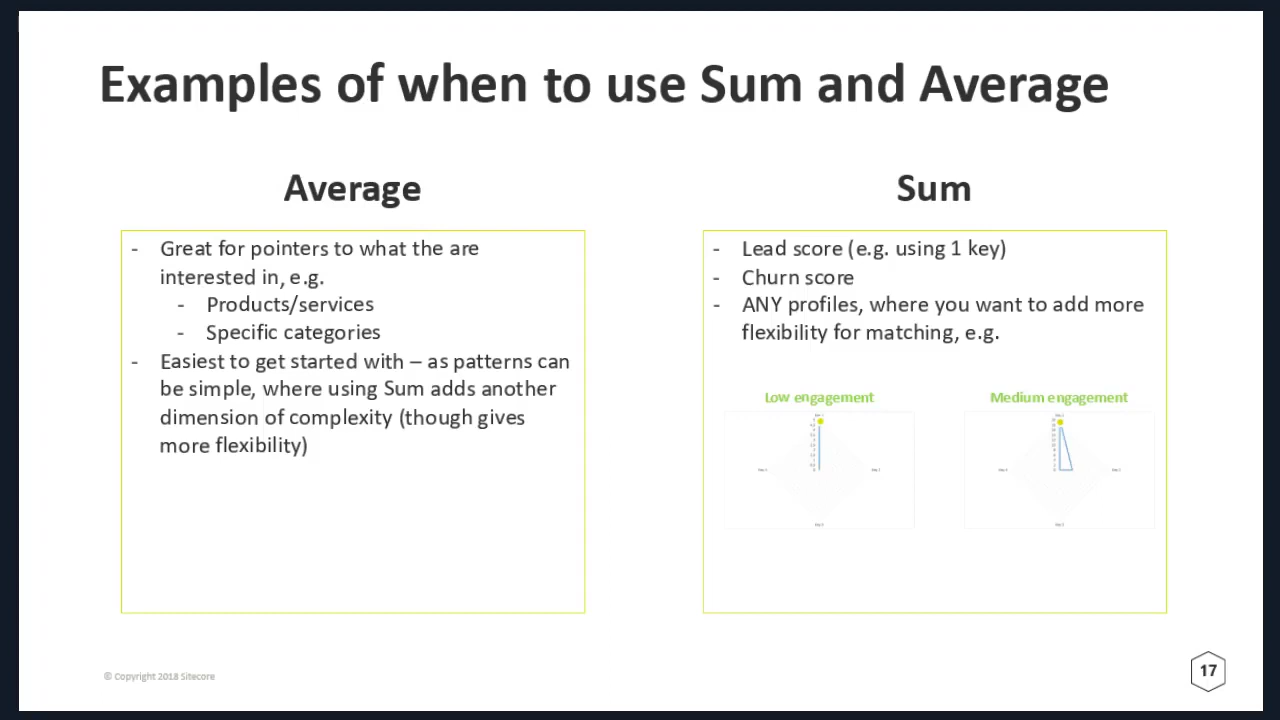 Examples of when to use Sum and Average
Average
- Great for pointers to what the are
interested in, e.g.
- Products/services
- Specific categories
- Easiest to get started with – as patterns can
be simple, where using Sum adds another
dimension of complexity (though gives
more flexibility)
Sum
- Lead score (e.g. using 1 key)
- Churn score
- ANY profiles, where you want to add more
flexibility for matching, e.g.
Low engagement
Medium engagement
© Copyright 2018 Sitecore
17